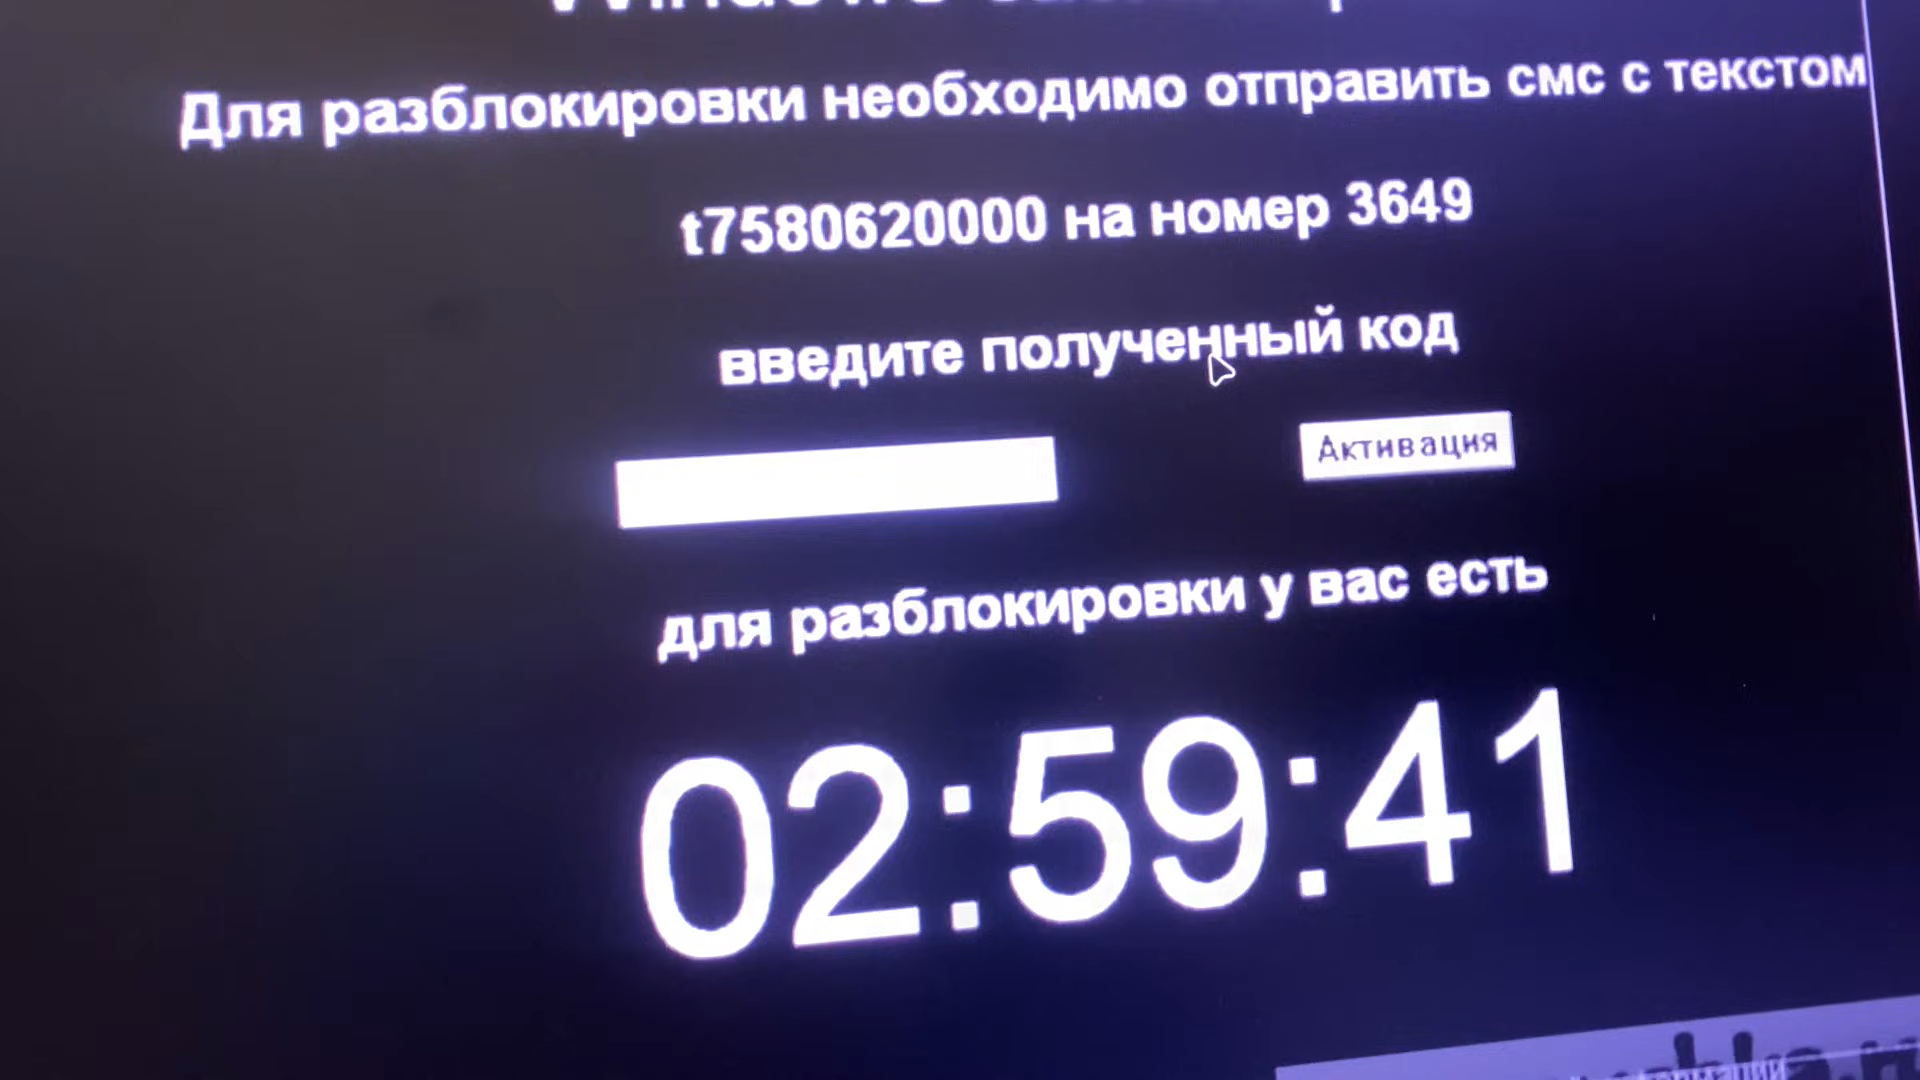 Windows
Для разблокировки необходимо отправить смс с текстом
t7580620000 на номер 3649
введите полученный код
Активация
для разблокировки у вас есть
02:59:41